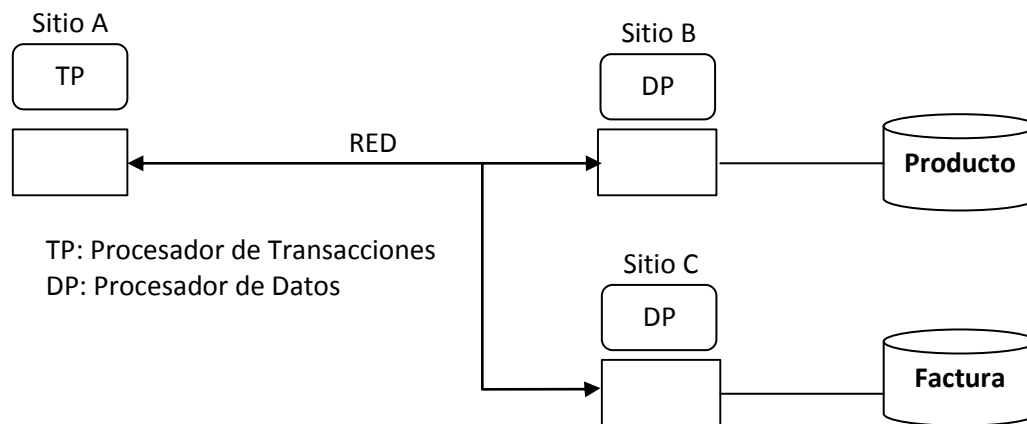 Sitio A
TP
Sitio B
DP
RED
Producto
TP: Procesador de Transacciones
DP: Procesador de Datos
Sitio C
DP
Factura